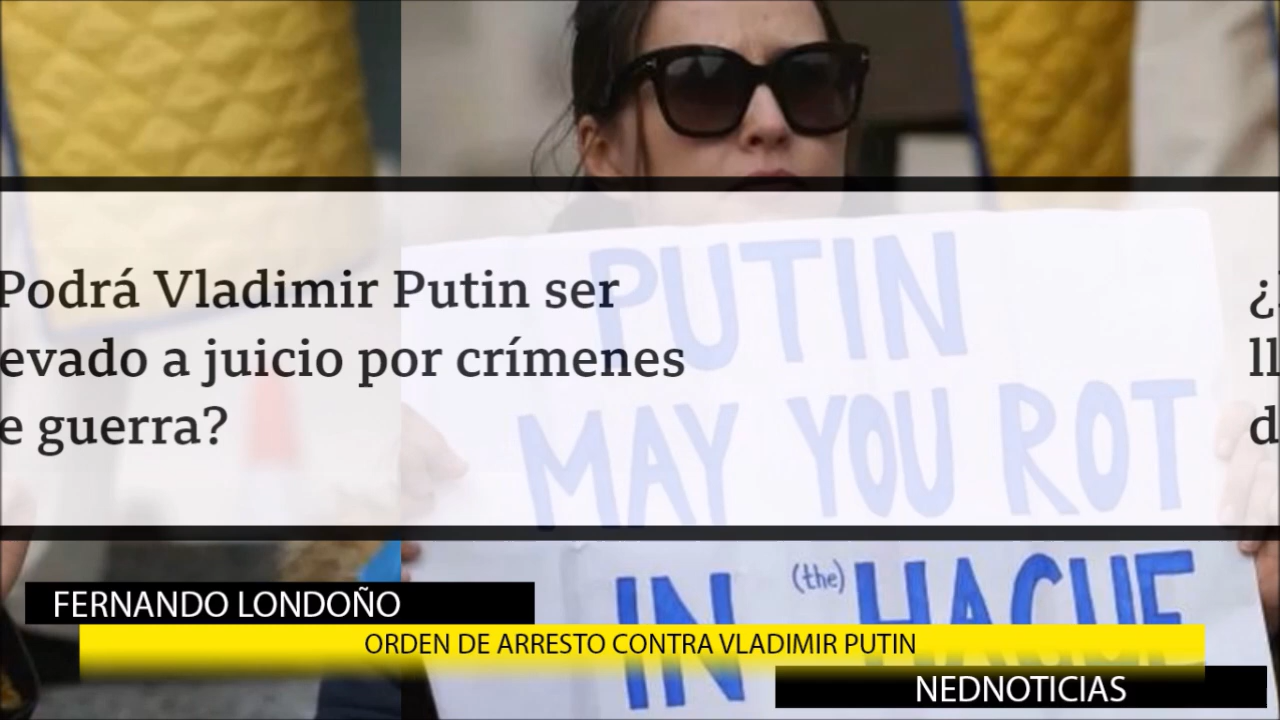 Podrá Vladimir Putin ser
evado a juicio por crímenes
e guerra?
¿
ll
d
PUTIN
MAY YOU ROT
IN (the) HAGUE
FERNANDO LONDOÑO
ORDEN DE ARRESTO CONTRA VLADIMIR PUTIN
NEDNOTICIAS